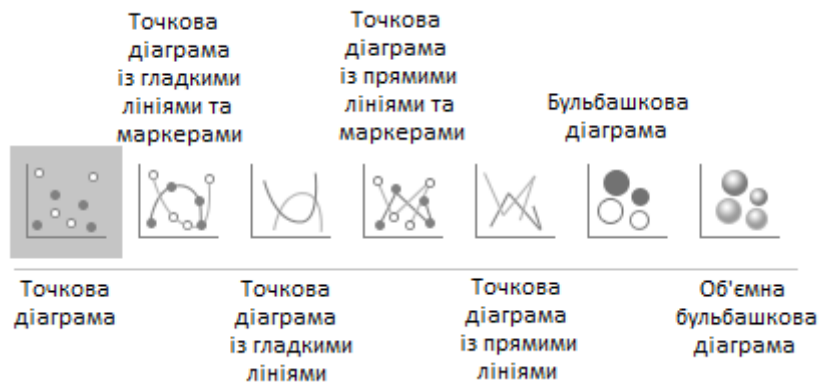 Точкова
діаграма
із гладкими
лініями та
маркерами
Точкова
діаграма
із прямими
лініями та
маркерами
Бульбашкова
діаграма
Точкова
діаграма
Точкова
діаграма
із гладкими
лініями
Точкова
діаграма
із прямими
лініями
Об'ємна
бульбашкова
діаграма